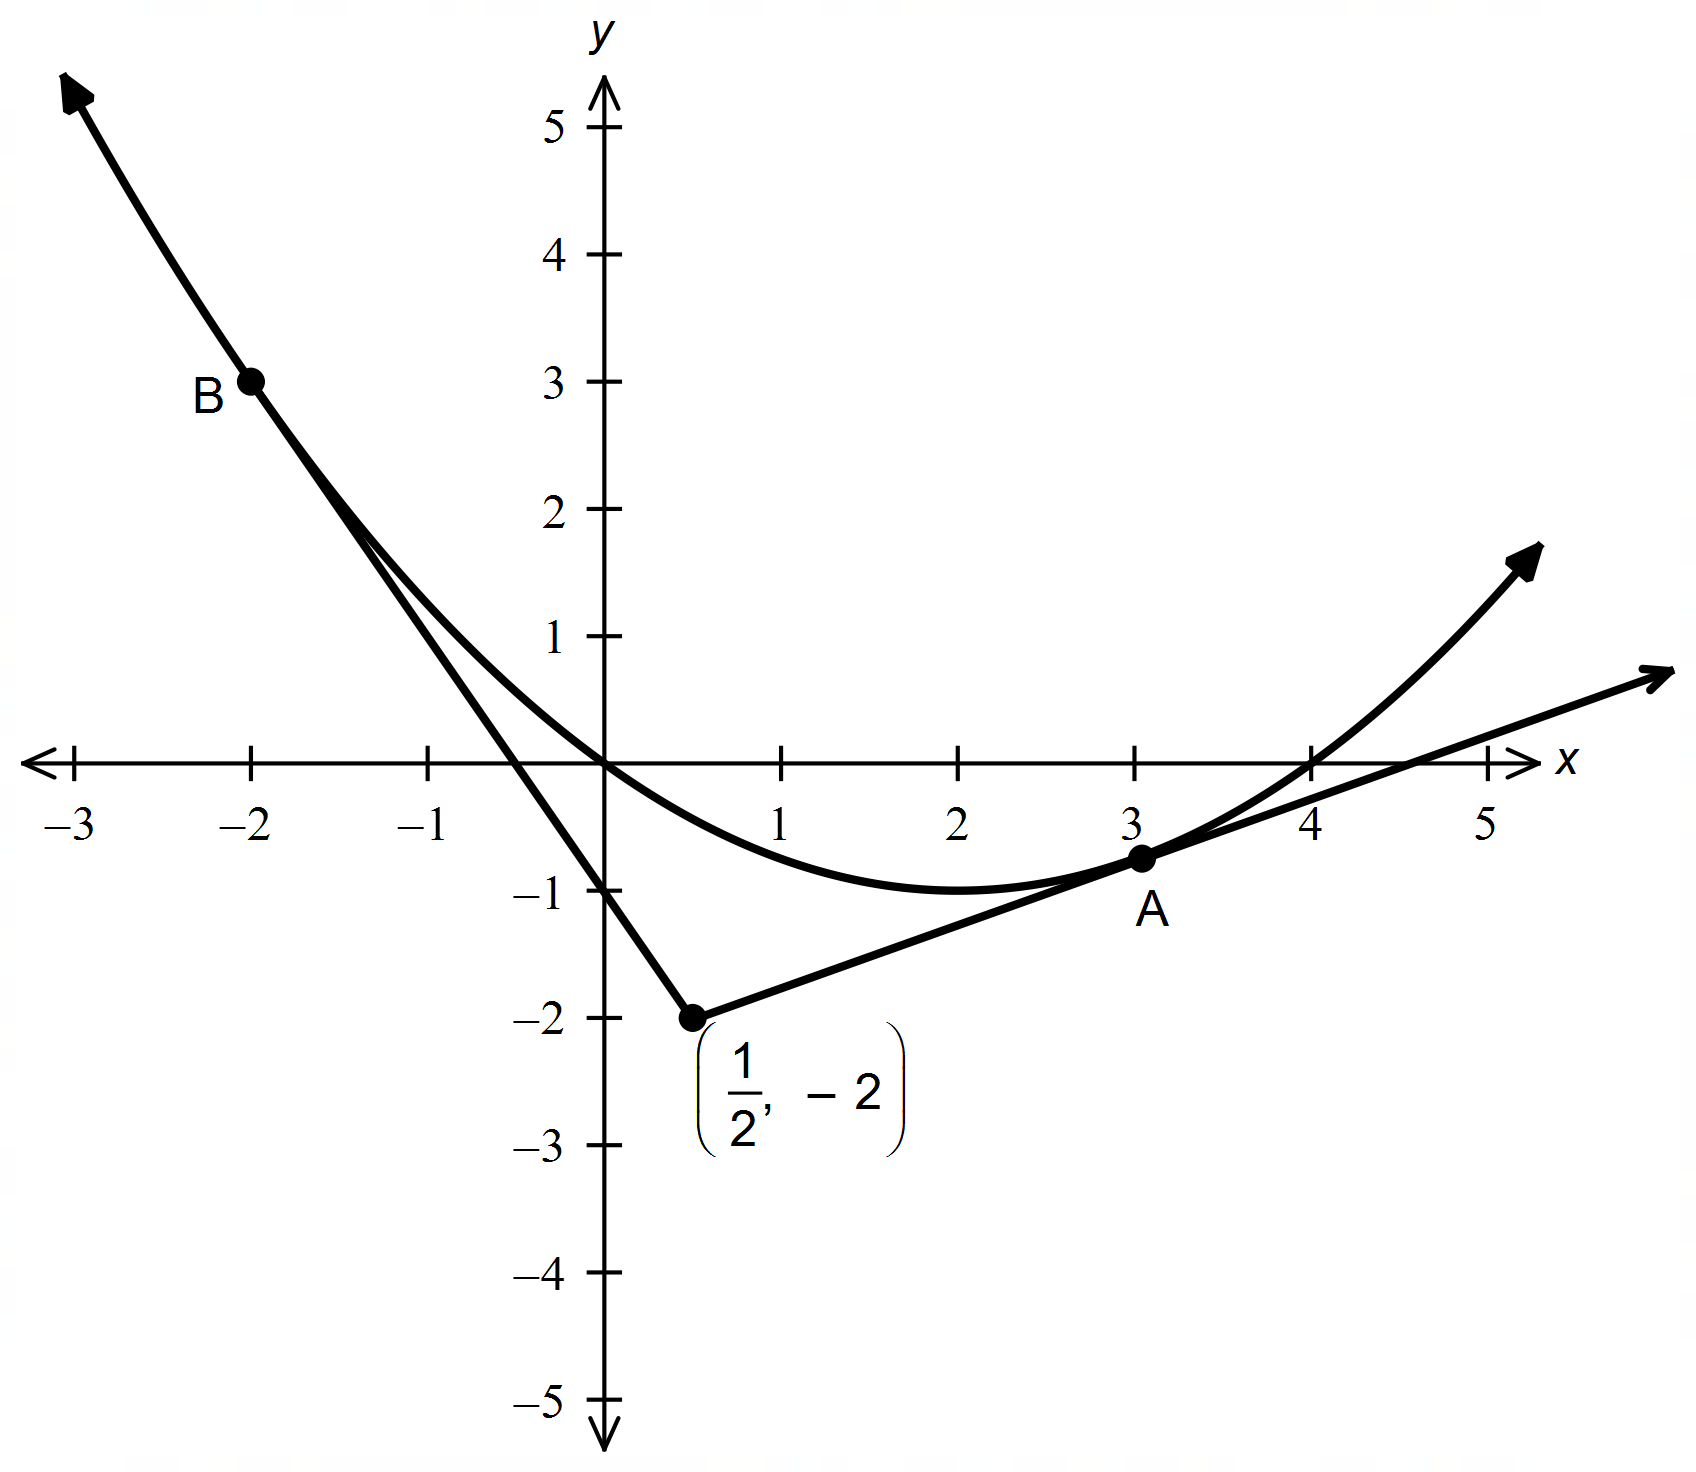 y
5
4
B 3
2
1
x
–3 –2 –1 1 2 3 4 5
–1
A
–2
(1/2, – 2)
–3
–4
–5